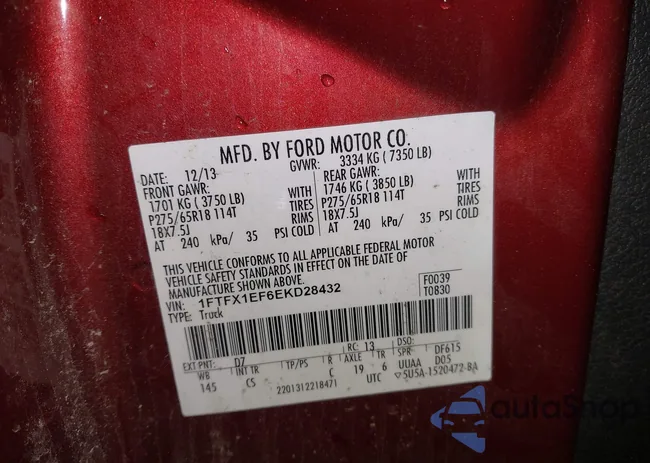 MFD. BY FORD MOTOR CO.
DATE: 12/13 GVWR: 3334 KG ( 7350 LB)
FRONT GAWR: REAR GAWR:
1701 KG ( 3750 LB) WITH 1746 KG ( 3850 LB) WITH
P275/65R18 114T TIRES P275/65R18 114T TIRES
18X7.5J RIMS 18X7.5J RIMS
AT 240 kPa/ 35 PSI COLD AT 240 kPa/ 35 PSI COLD
THIS VEHICLE CONFORMS TO ALL APPLICABLE FEDERAL MOTOR
VEHICLE SAFETY STANDARDS IN EFFECT ON THE DATE OF
MANUFACTURE SHOWN ABOVE.
VIN: 1FTFX1EF6EKD28432 F0039
TYPE: Truck T0830
EXT PNT: D7 RC: 13 DSO:
WB INT TR TP/PS R AXLE TR SPR: DF615
145 CS C 19 6 UUAA D05
2201312218471 UTC ▽5U5A-1520472-BA
autaShop